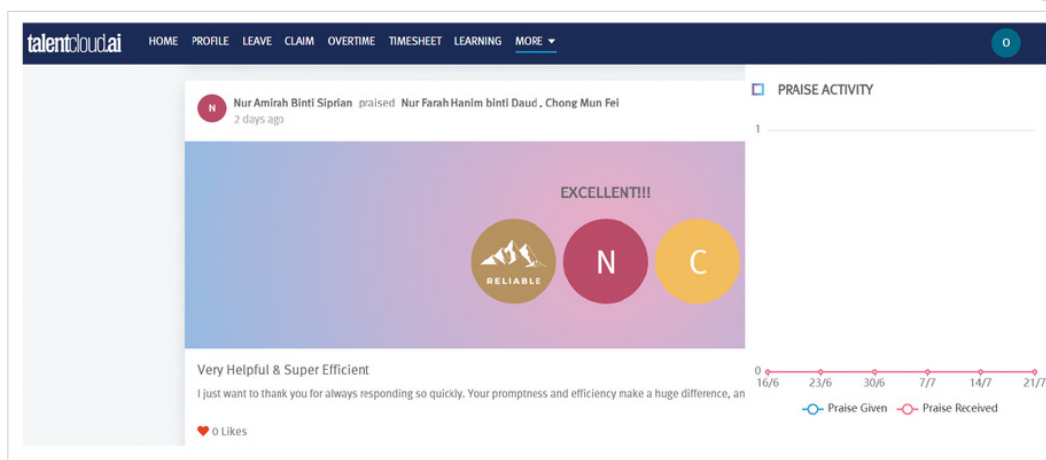 talentcloud.ai HOME PROFILE LEAVE CLAIM OVERTIME TIMESHEET LEARNING MORE O
N Nur Amirah Binti Siprian praised Nur Farah Hanim binti Daud , Chong Mun Fei
2 days ago
EXCELLENT!!!
RELIABLE
N
C
Very Helpful & Super Efficient
I just want to thank you for always responding so quickly. Your promptness and efficiency make a huge difference, an
0 Likes
PRAISE ACTIVITY
1
0
16/6 23/6 30/6 7/7 14/7 21/7
Praise Given Praise Received